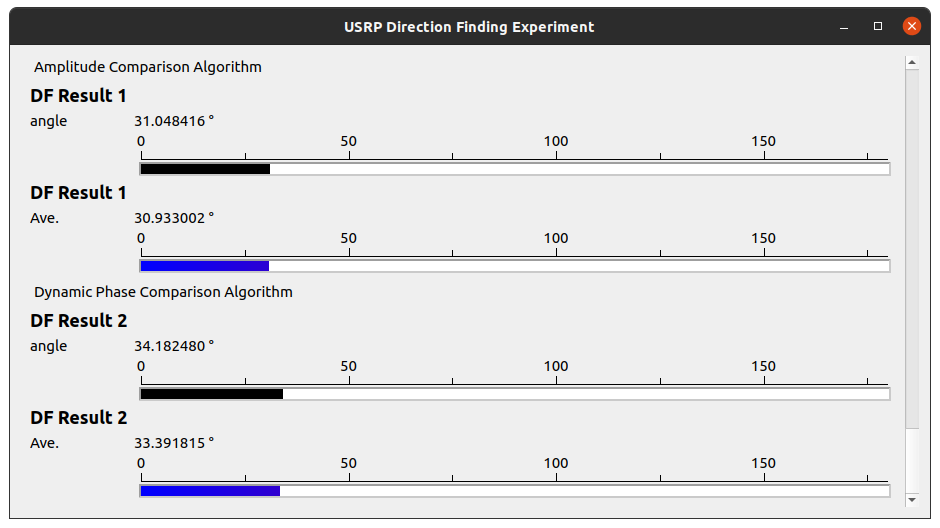 USRP Direction Finding Experiment
Amplitude Comparison Algorithm
DF Result 1
angle 31.048416 °
0 50 100 150
DF Result 1
Ave. 30.933002 °
0 50 100 150
Dynamic Phase Comparison Algorithm
DF Result 2
angle 34.182480 °
0 50 100 150
DF Result 2
Ave. 33.391815 °
0 50 100 150